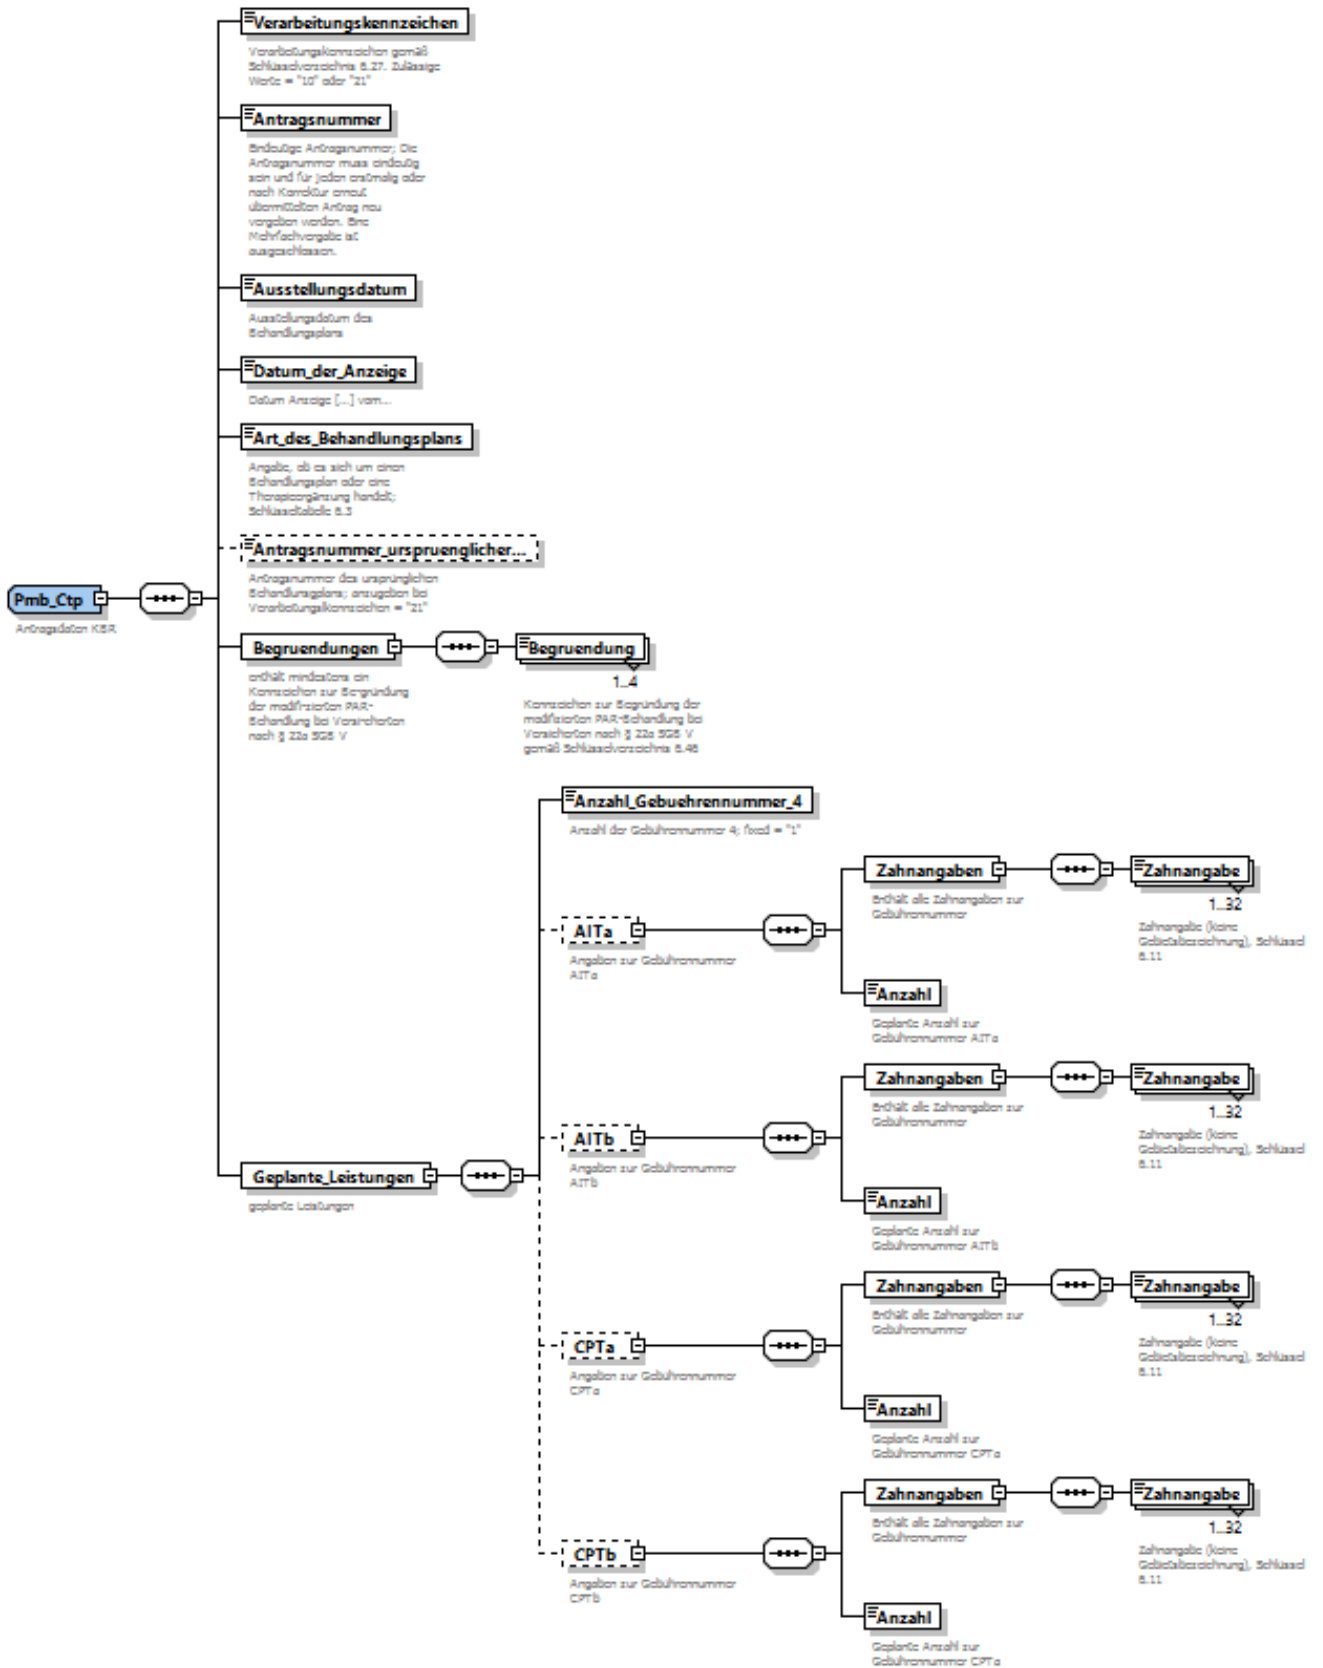 Verarbeitungskennzeichen
Verarbeitungskennzeichen gemäß
Schlüsselverzeichnis 6.27. Zulässige
Werte = "10" oder "21"
Antragsnummer
Eindeutige Antragsnummer; Die
Antragsnummer muss eindeutig
sein und für jeden erstmalig oder
nach Korrektur erneut
übermittelten Antrag neu
vergeben werden. Eine
Mehrfachvergabe ist
ausgeschlossen.
Ausstellungsdatum
Ausstellungsdatum des
Behandlungsplans
Datum_der_Anzeige
Datum Anzeige [...] vom...
Art_des_Behandlungsplans
Angabe, ob es sich um einen
Behandlungsplan oder eine
Therapieergänzung handelt;
Schlüsseltabelle 6.3
Antragsnummer_urspruenglicher...
Antragsnummer des ursprünglichen
Behandlungsplans; anzugeben bei
Verarbeitungskennzeichen = "21"
Pmb_Ctp
Antragsdaten KBR
Begruendungen
enthält mindestens ein
Kennzeichen zur Bergründung
der modifizierten PAR-
Behandlung bei Versicherten
nach § 22a SGB V
Begruendung
1..4
Kennzeichen zur Begründung der
modifizierten PAR-Behandlung bei
Versicherten nach § 22a SGB V
gemäß Schlüsselverzeichnis 6.46
Geplante_Leistungen
geplante Leistungen
Anzahl_Gebuehrennummer_4
Anzahl der Gebührennummer 4; fixed = "1"
AITa
Angaben zur Gebührennummer
AITa
Zahnangaben
Enthält alle Zahnangaben zur
Gebührennummer
Zahnangabe
1..32
Zahnangabe (keine
Gebietsbezeichnung), Schlüssel
6.11
Anzahl
Geplante Anzahl zur
Gebührennummer AITa
AITb
Angaben zur Gebührennummer
AITb
Zahnangaben
Enthält alle Zahnangaben zur
Gebührennummer
Zahnangabe
1..32
Zahnangabe (keine
Gebietsbezeichnung), Schlüssel
6.11
Anzahl
Geplante Anzahl zur
Gebührennummer AITb
CPTa
Angaben zur Gebührennummer
CPTa
Zahnangaben
Enthält alle Zahnangaben zur
Gebührennummer
Zahnangabe
1..32
Zahnangabe (keine
Gebietsbezeichnung), Schlüssel
6.11
Anzahl
Geplante Anzahl zur
Gebührennummer CPTa
CPTb
Angaben zur Gebührennummer
CPTb
Zahnangaben
Enthält alle Zahnangaben zur
Gebührennummer
Zahnangabe
1..32
Zahnangabe (keine
Gebietsbezeichnung), Schlüssel
6.11
Anzahl
Geplante Anzahl zur
Gebührennummer CPTa